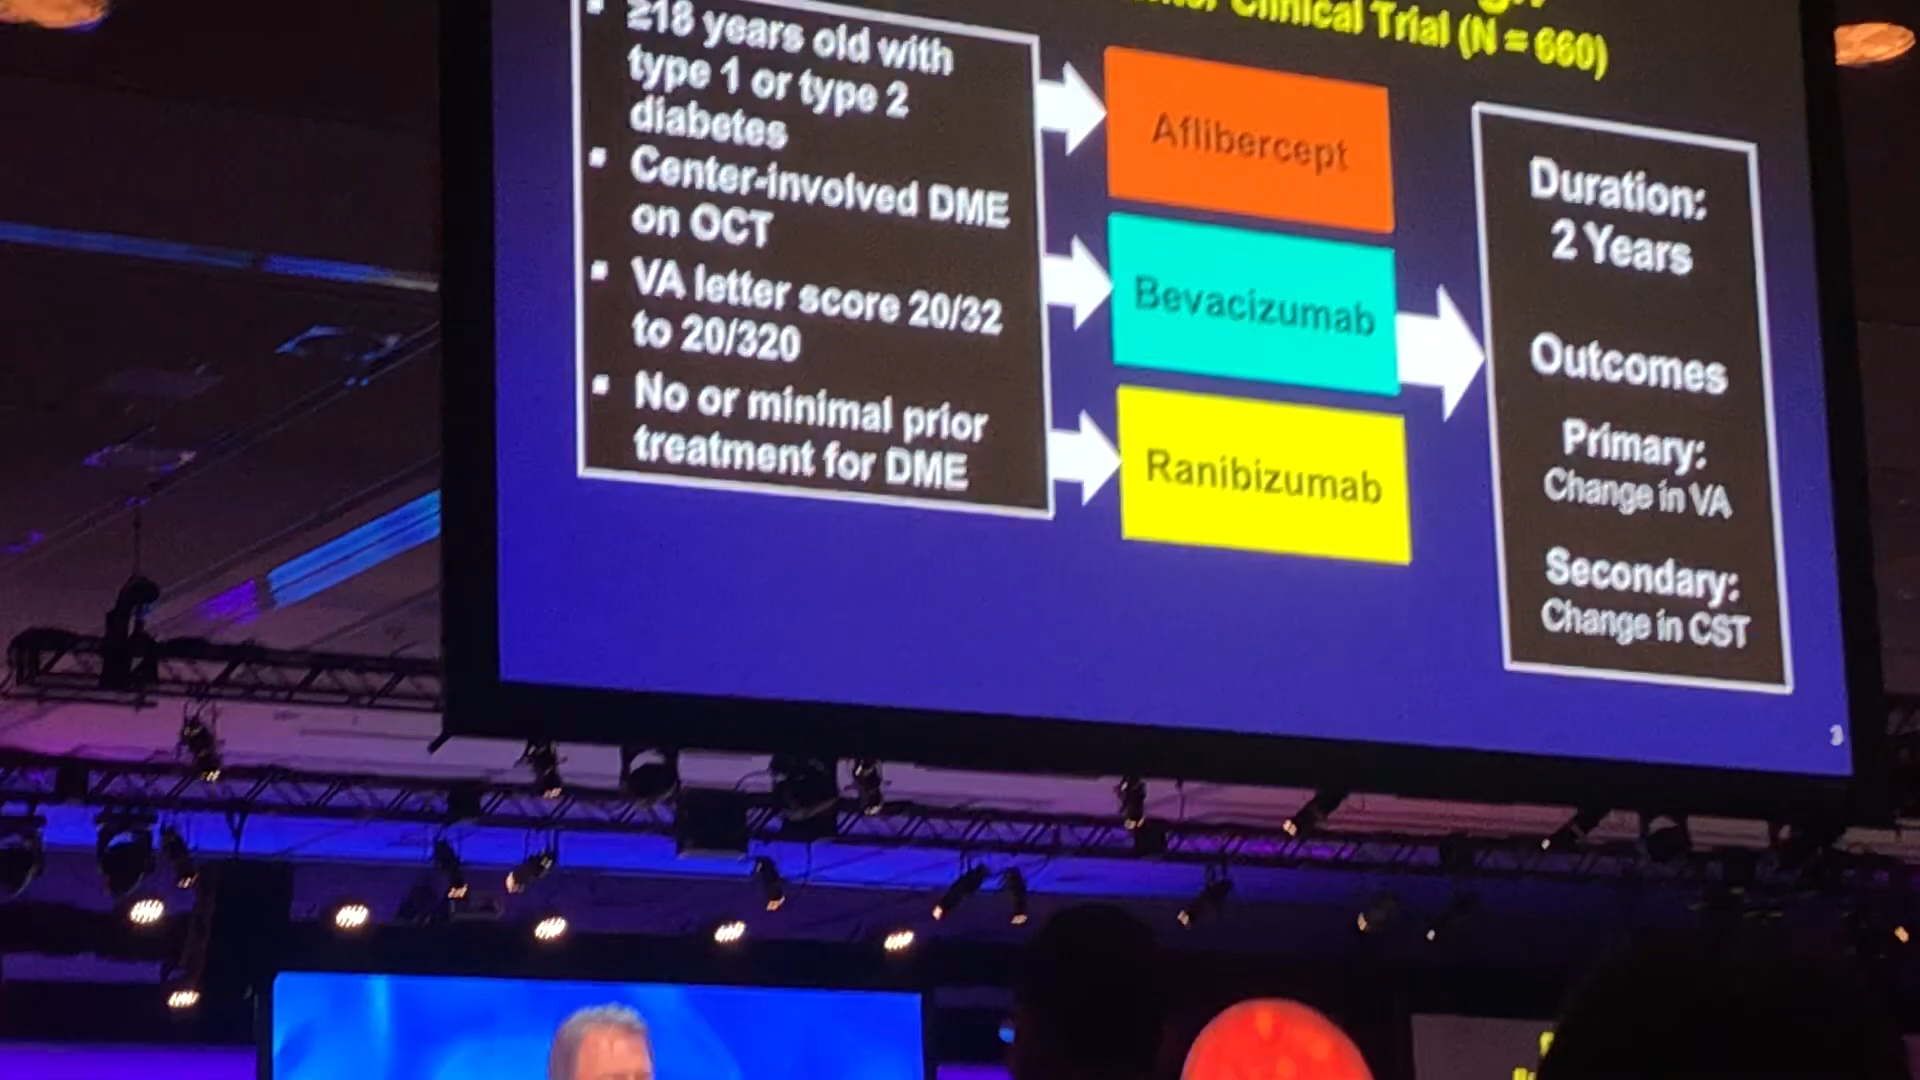 Clinical Trial (N = 660)
▪ ≥18 years old with
type 1 or type 2
diabetes
▪ Center-involved DME
on OCT
▪ VA letter score 20/32
to 20/320
▪ No or minimal prior
treatment for DME
Aflibercept
Bevacizumab
Ranibizumab
Duration:
2 Years
Outcomes
Primary:
Change in VA
Secondary:
Change in CST
3